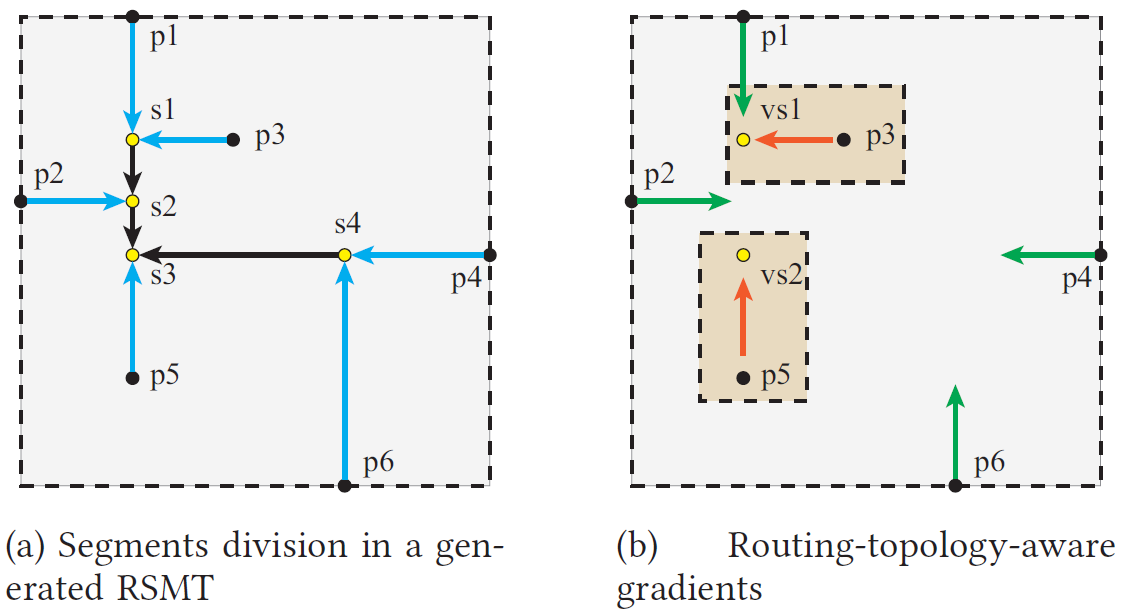 p1
s1
p3
p2
s2
s4
s3
p4
p5
p6
(a) Segments division in a gen-
erated RSMT
p1
vs1
p3
p2
vs2
p4
p5
p6
(b) Routing-topology-aware
gradients